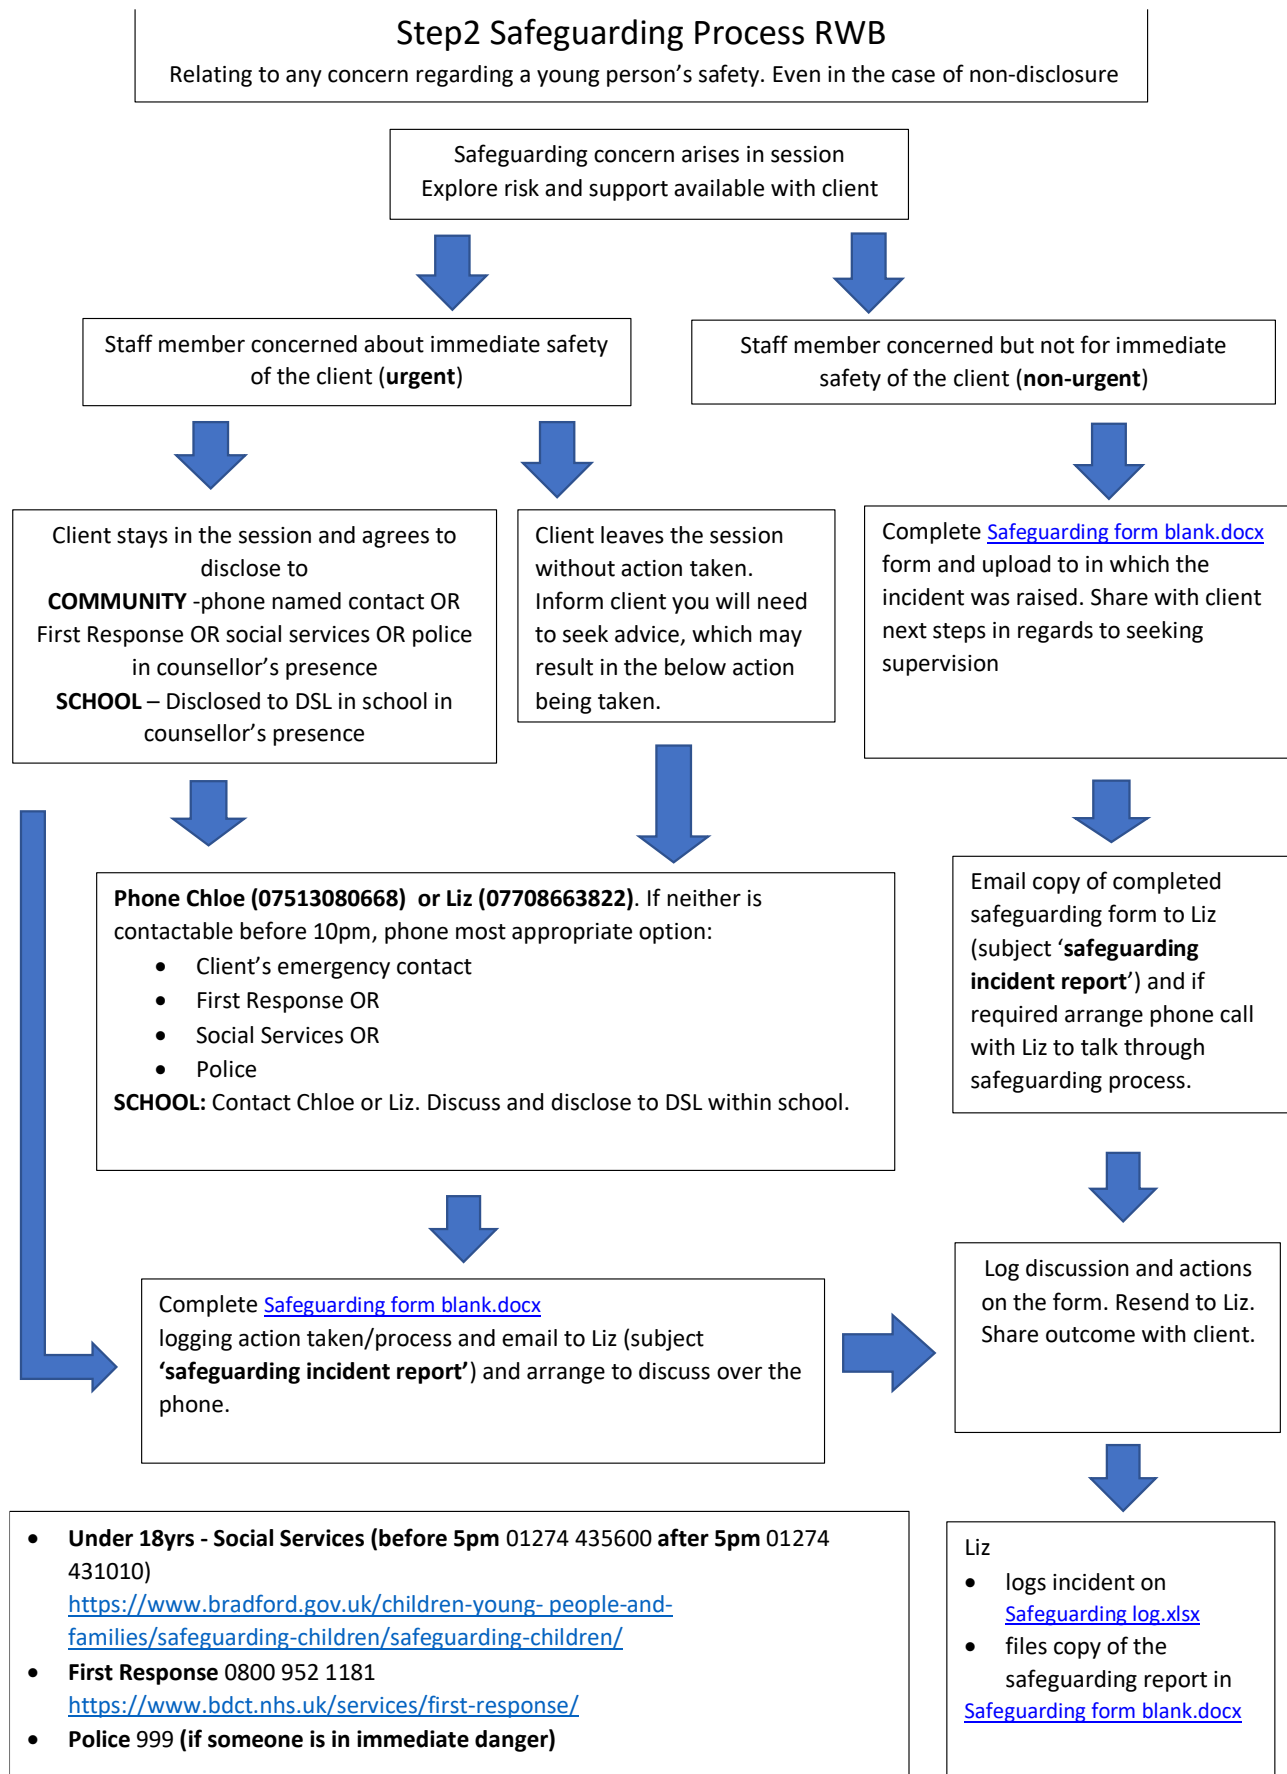 Step2 Safeguarding Process RWB
Relating to any concern regarding a young person's safety. Even in the case of non-disclosure
Safeguarding concern arises in session
Explore risk and support available with client
Staff member concerned about immediate safety
of the client (urgent)
Staff member concerned but not for immediate
safety of the client (non-urgent)
Client stays in the session and agrees to
disclose to
COMMUNITY -phone named contact OR
First Response OR social services OR police
in counsellor's presence
SCHOOL – Disclosed to DSL in school in
counsellor's presence
Client leaves the session
without action taken.
Inform client you will need
to seek advice, which may
result in the below action
being taken.
Complete Safeguarding form blank.docx
form and upload to in which the
incident was raised. Share with client
next steps in regards to seeking
supervision
Phone Chloe (07513080668)  or Liz (07708663822). If neither is
contactable before 10pm, phone most appropriate option:
• Client's emergency contact
• First Response OR
• Social Services OR
• Police
SCHOOL: Contact Chloe or Liz. Discuss and disclose to DSL within school.
Email copy of completed
safeguarding form to Liz
(subject 'safeguarding
incident report') and if
required arrange phone call
with Liz to talk through
safeguarding process.
Complete Safeguarding form blank.docx
logging action taken/process and email to Liz (subject
'safeguarding incident report') and arrange to discuss over the
phone.
Log discussion and actions
on the form. Resend to Liz.
Share outcome with client.
• Under 18yrs - Social Services (before 5pm 01274 435600 after 5pm 01274
431010)
https://www.bradford.gov.uk/children-young- people-and-
families/safeguarding-children/safeguarding-children/
• First Response 0800 952 1181
https://www.bdct.nhs.uk/services/first-response/
• Police 999 (if someone is in immediate danger)
Liz
• logs incident on
Safeguarding log.xlsx
• files copy of the
safeguarding report in
Safeguarding form blank.docx